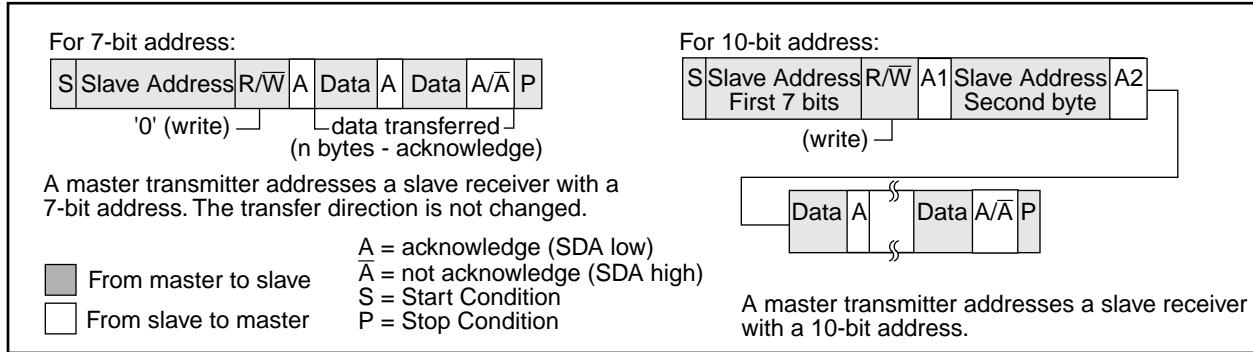 For 7-bit address:
S Slave Address R/W̅ A Data A Data A/A̅ P
'0' (write)
data transferred
(n bytes - acknowledge)
A master transmitter addresses a slave receiver with a
7-bit address. The transfer direction is not changed.
From master to slave
From slave to master
A = acknowledge (SDA low)
A̅ = not acknowledge (SDA high)
S = Start Condition
P = Stop Condition
For 10-bit address:
S Slave Address First 7 bits R/W̅ A1 Slave Address Second byte A2
(write)
Data A Data A/A̅ P
A master transmitter addresses a slave receiver
with a 10-bit address.